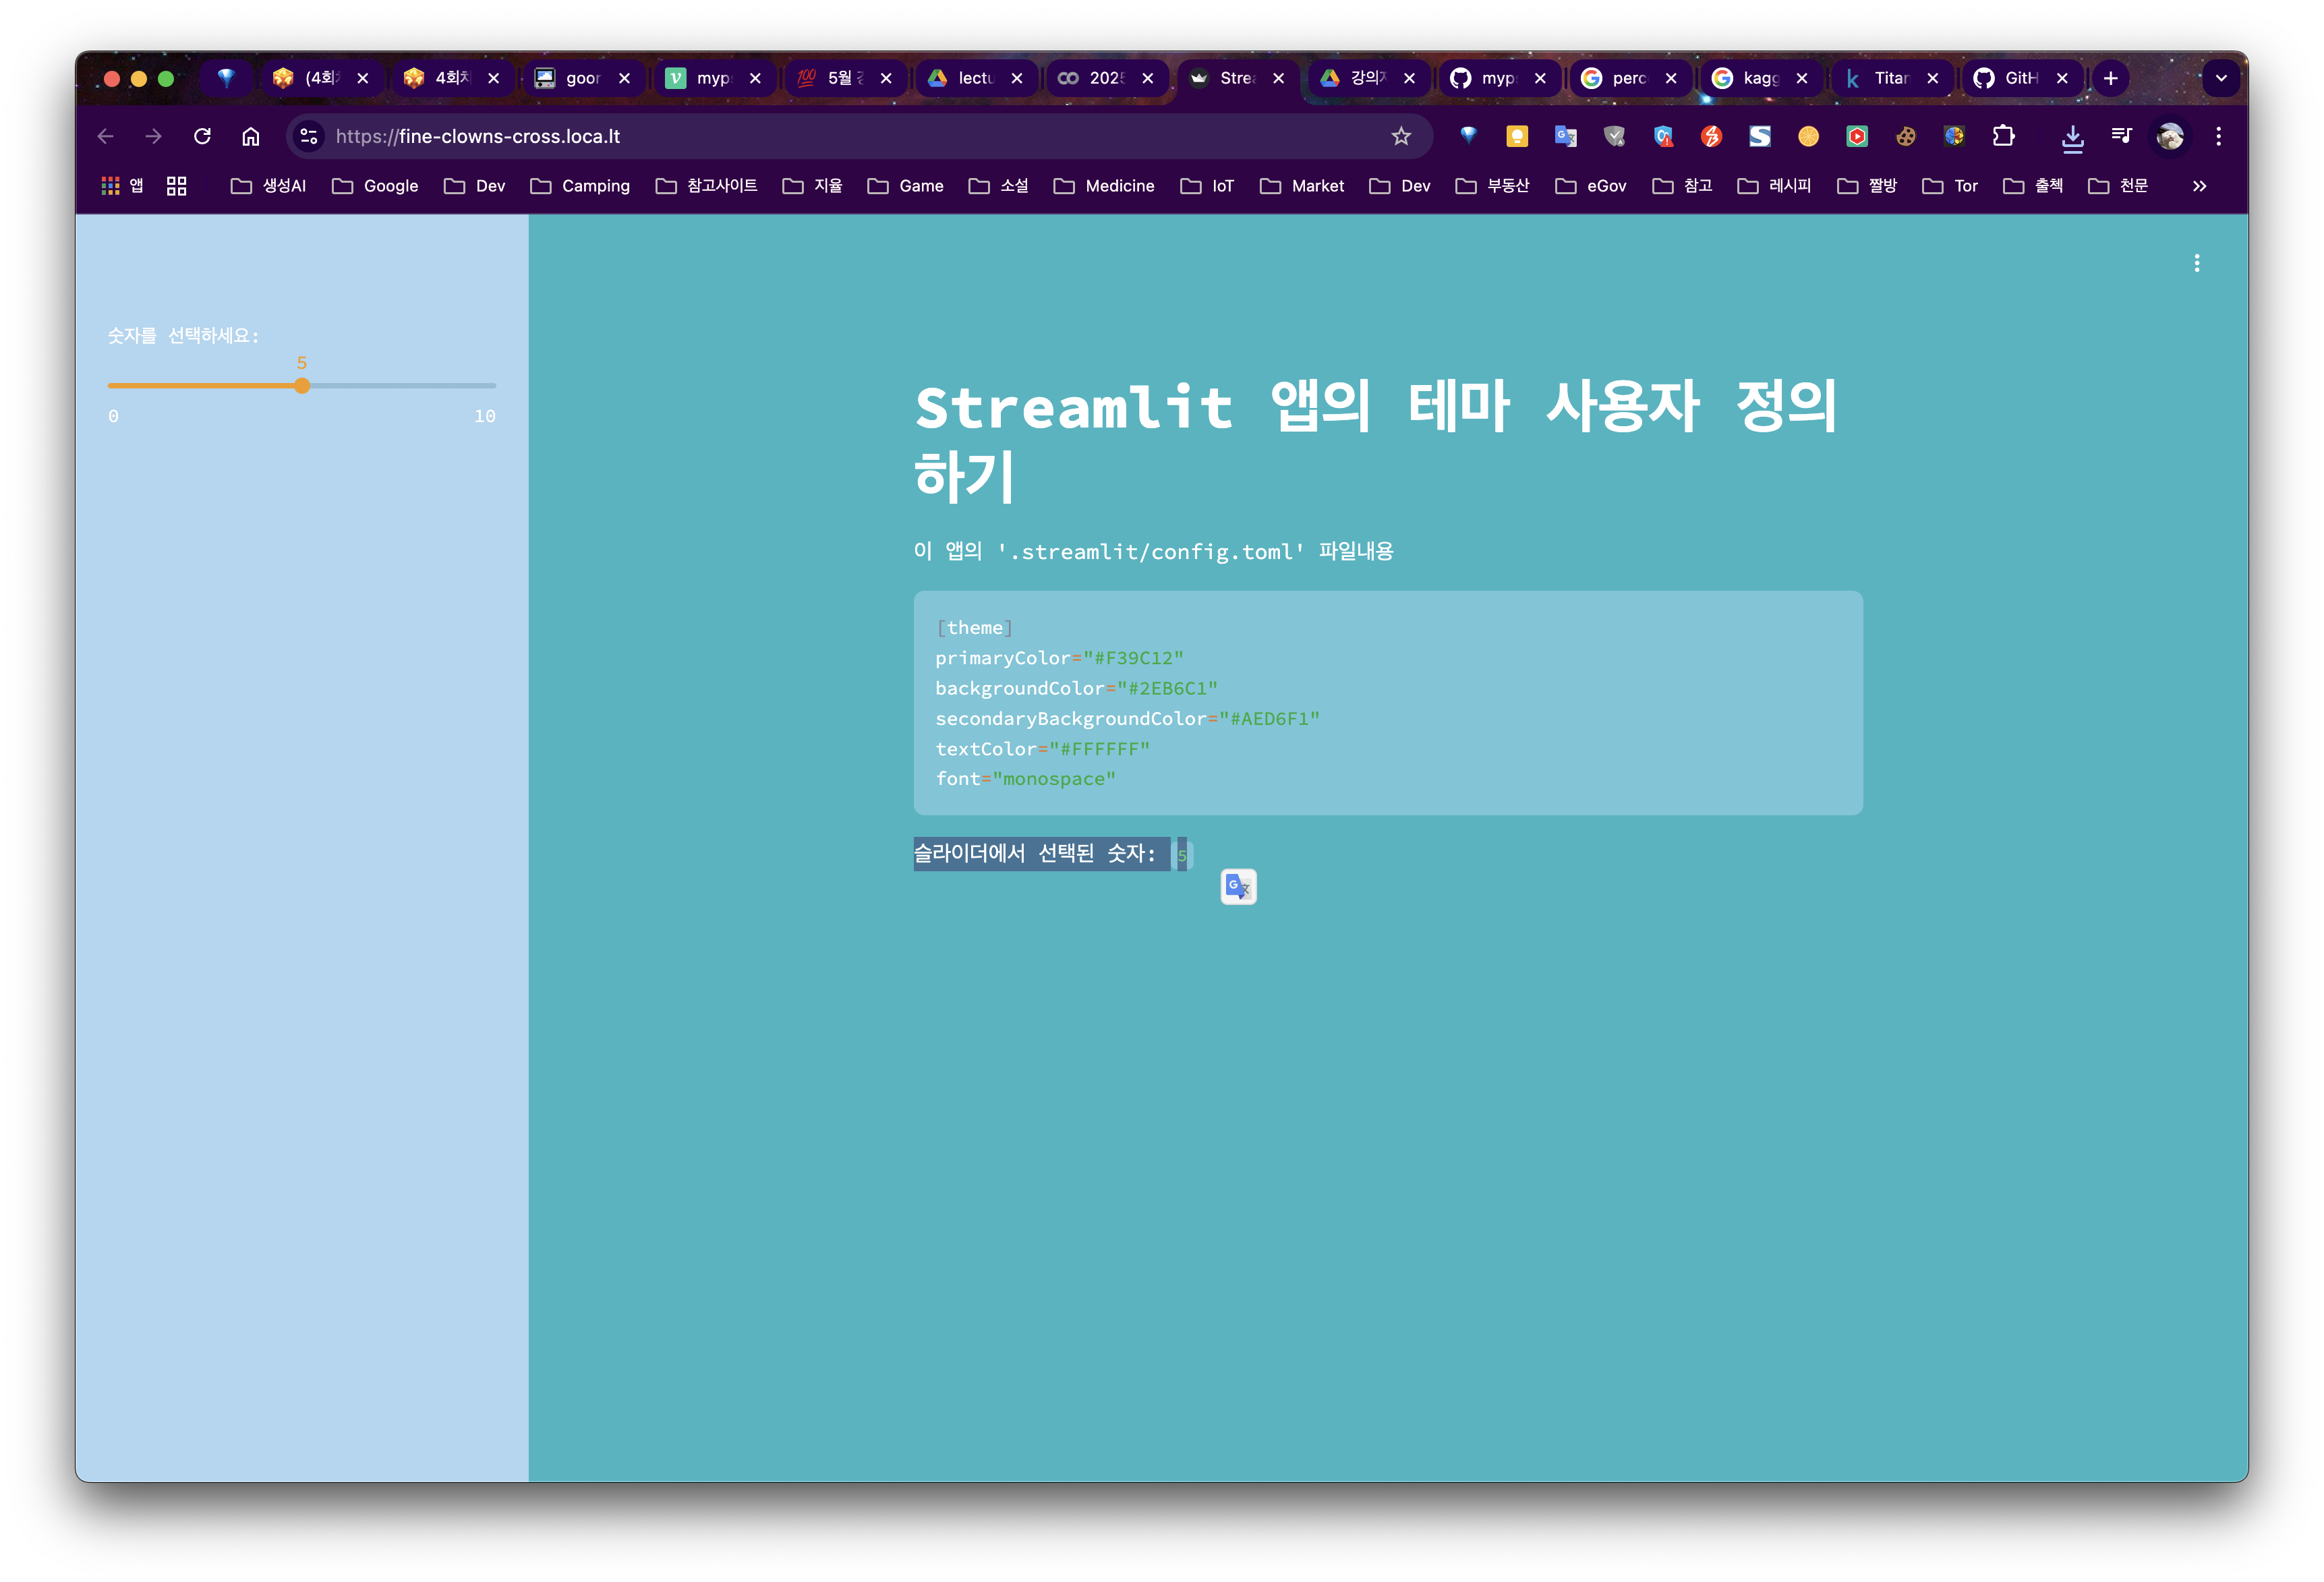 (4회
4회차
goor
myp
100 5월
lectu
2025
Strea
강의
myp
perc
kagg
Titan
GitH
https://fine-clowns-cross.loca.lt
앱
생성AI
Google
Dev
Camping
참고사이트
지율
Game
소설
Medicine
IoT
Market
Dev
부동산
eGov
참고
레시피
짤방
Tor
출첵
천문
숫자를 선택하세요:
5
0 10
Streamlit 앱의 테마 사용자 정의
하기
이 앱의 '.streamlit/config.toml' 파일내용
[theme]
primaryColor="#F39C12"
backgroundColor="#2EB6C1"
secondaryBackgroundColor="#AED6F1"
textColor="#FFFFFF"
font="monospace"
슬라이더에서 선택된 숫자: 5